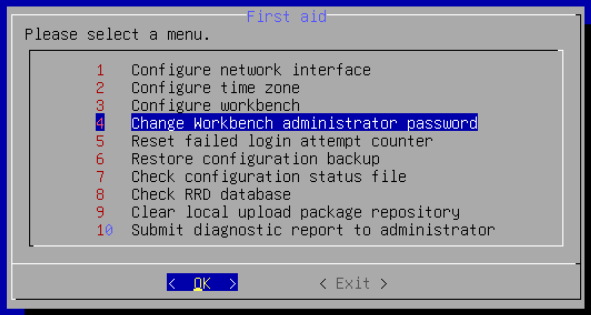 First aid
Please select a menu.
1 Configure network interface
2 Configure time zone
3 Configure workbench
4 Change Workbench administrator password
5 Reset failed login attempt counter
6 Restore configuration backup
7 Check configuration status file
8 Check RRD database
9 Clear local upload package repository
10 Submit diagnostic report to administrator
< OK > < Exit >